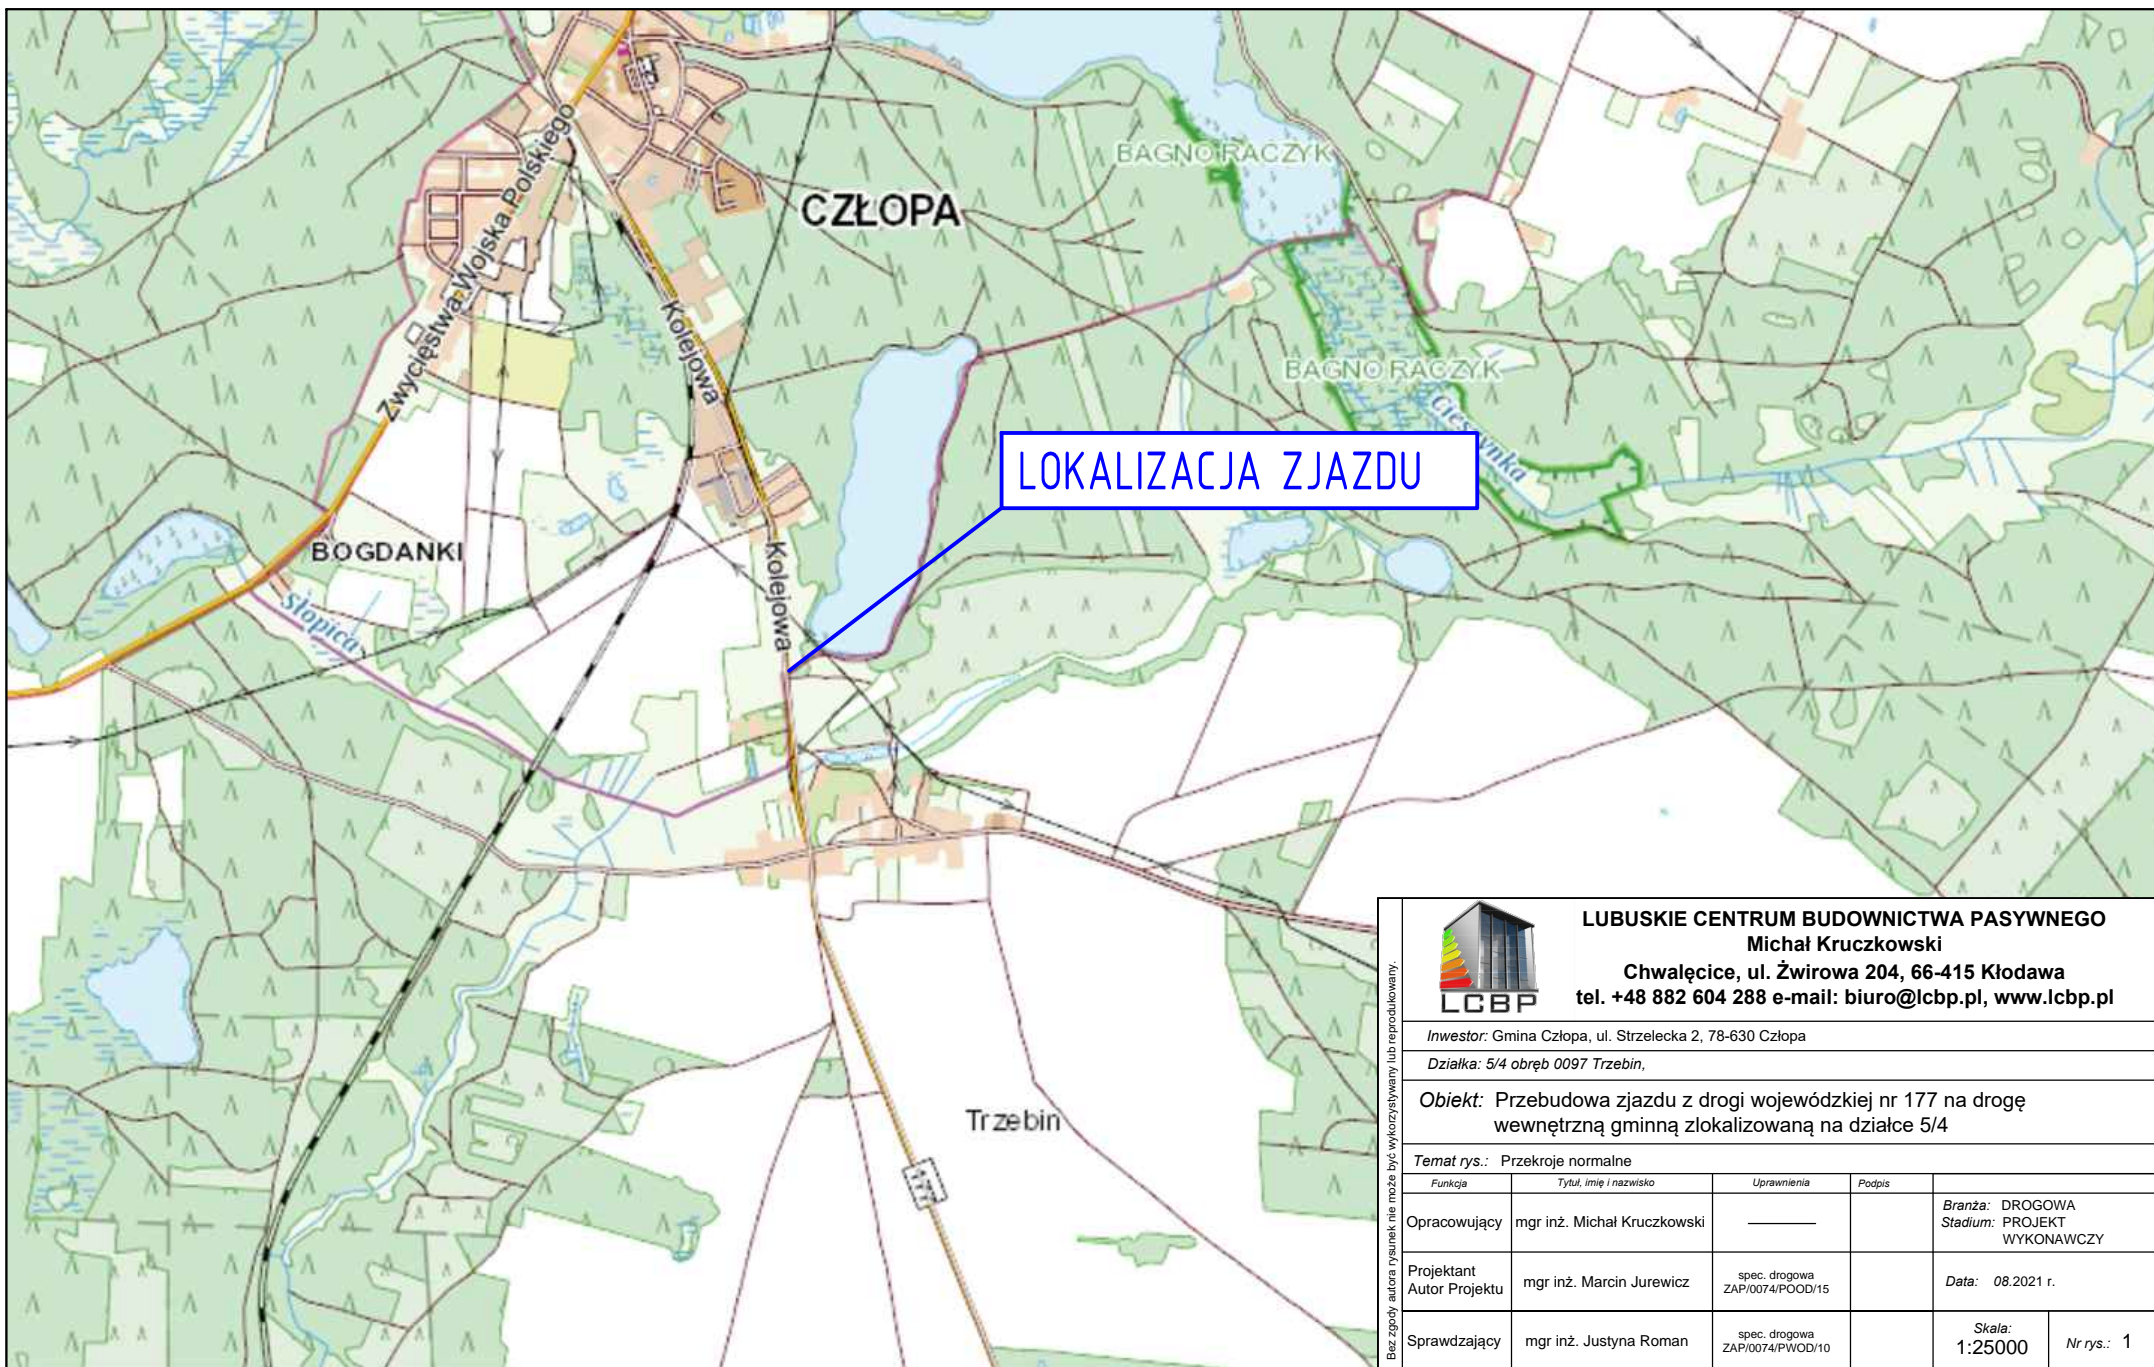 Zwycięstwa Wojska Polskiego
CZŁOPA
BAGNO RACZYK
Kolejowa
BAGNO RACZYK
LOKALIZACJA ZJAZDU
BOGDANKI
Słopica
Kolejowa
Trzebin
177
Bez zgody autora rysunek nie może być wykorzystywany lub reprodukowany.
LCBP
LUBUSKIE CENTRUM BUDOWNICTWA PASYWNEGO
Michał Kruczkowski
Chwalęcice, ul. Żwirowa 204, 66-415 Kłodawa
tel. +48 882 604 288 e-mail: biuro@lcbp.pl, www.lcbp.pl
Inwestor: Gmina Człopa, ul. Strzelecka 2, 78-630 Człopa
Działka: 5/4 obręb 0097 Trzebin,
Obiekt: Przebudowa zjazdu z drogi wojewódzkiej nr 177 na drogę
wewnętrzną gminną zlokalizowaną na działce 5/4
Temat rys.: Przekroje normalne
Funkcja Tytuł, imię i nazwisko Uprawnienia Podpis
Opracowujący mgr inż. Michał Kruczkowski
Branża: DROGOWA
Stadium: PROJEKT
WYKONAWCZY
Projektant
Autor Projektu
mgr inż. Marcin Jurewicz
spec. drogowa
ZAP/0074/POOD/15
Data: 08.2021 r.
Sprawdzający mgr inż. Justyna Roman
spec. drogowa
ZAP/0074/PWOD/10
Skala:
1:25000
Nr rys.: 1